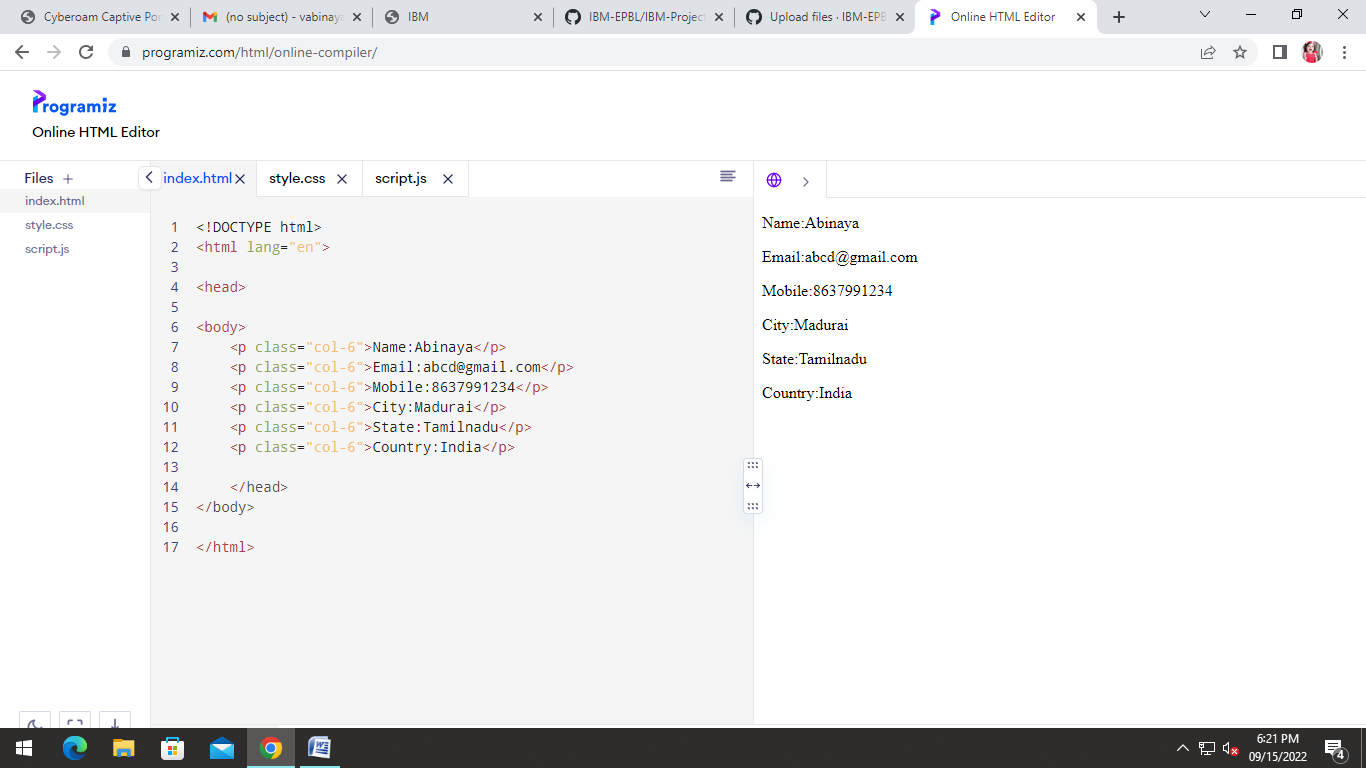 Cyberoam Captive Por
(no subject) - vabinaya
IBM
IBM-EPBL/IBM-Project
Upload files · IBM-EPB
Online HTML Editor
programiz.com/html/online-compiler/
Programiz
Online HTML Editor
Files +
index.html
style.css
script.js
index.html
style.css
script.js
1 <!DOCTYPE html>
2 <html lang="en">
3
4 <head>
5
6 <body>
7 <p class="col-6">Name:Abinaya</p>
8 <p class="col-6">Email:abcd@gmail.com</p>
9 <p class="col-6">Mobile:8637991234</p>
10 <p class="col-6">City:Madurai</p>
11 <p class="col-6">State:Tamilnadu</p>
12 <p class="col-6">Country:India</p>
13
14 </head>
15 </body>
16
17 </html>
Name:Abinaya
Email:abcd@gmail.com
Mobile:8637991234
City:Madurai
State:Tamilnadu
Country:India
6:21 PM
09/15/2022
4